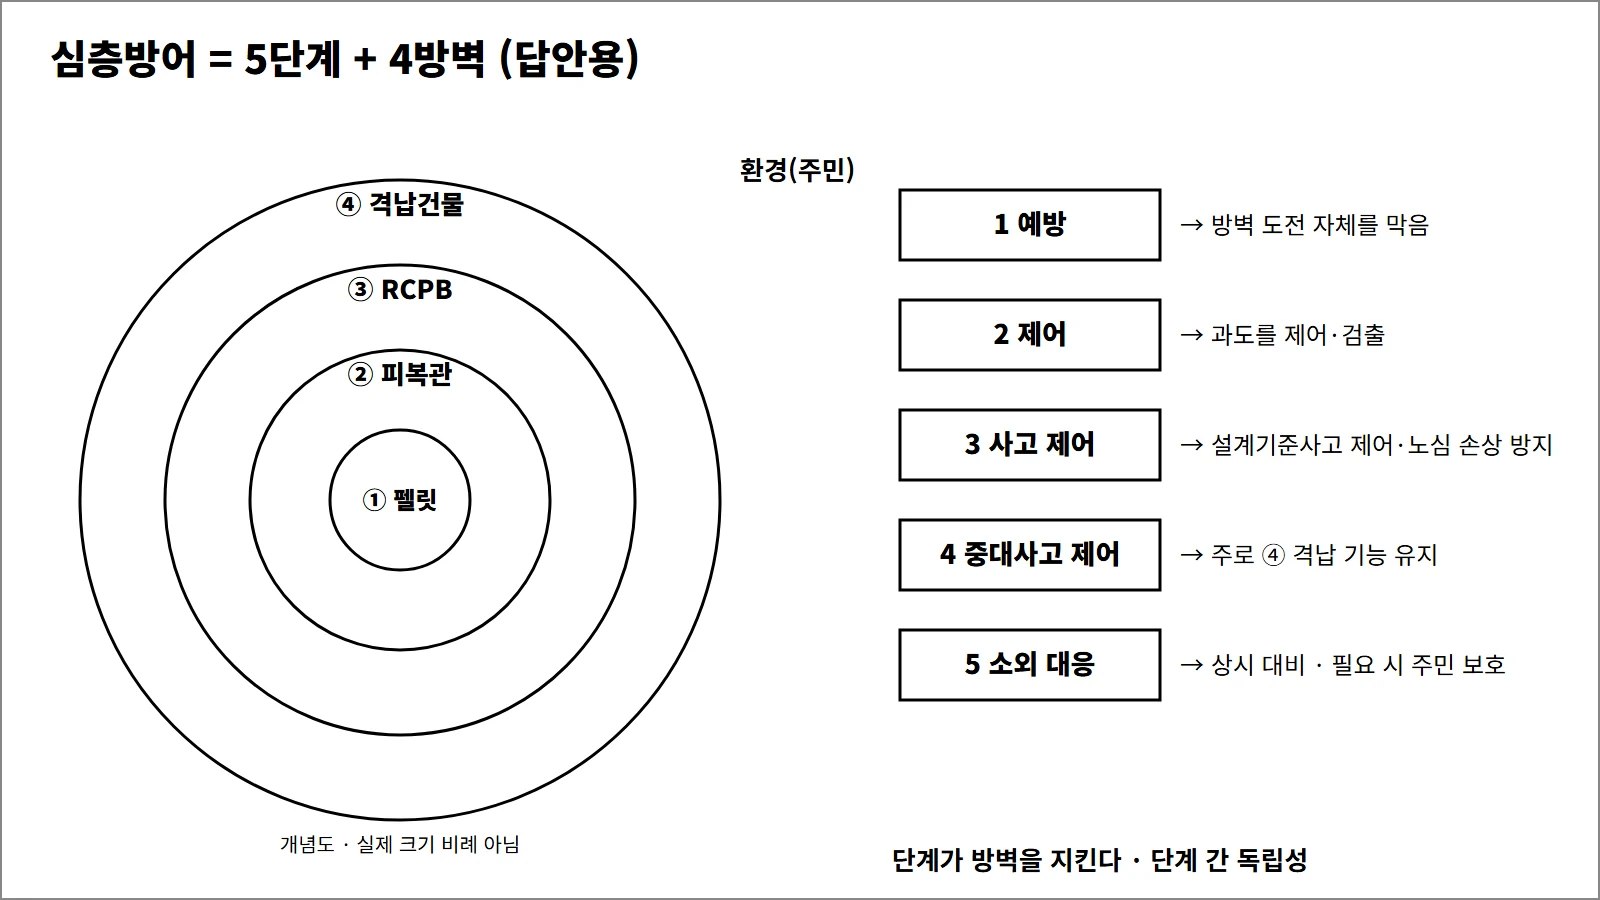 심층방어 = 5단계 + 4방벽 (답안용)
환경(주민)
④ 격납건물
③ RCPB
② 피복관
① 펠릿
개념도 · 실제 크기 비례 아님
1 예방 → 방벽 도전 자체를 막음
2 제어 → 과도를 제어·검출
3 사고 제어 → 설계기준사고 제어·노심 손상 방지
4 중대사고 제어 → 주로 ④ 격납 기능 유지
5 소외 대응 → 상시 대비 · 필요 시 주민 보호
단계가 방벽을 지킨다 · 단계 간 독립성